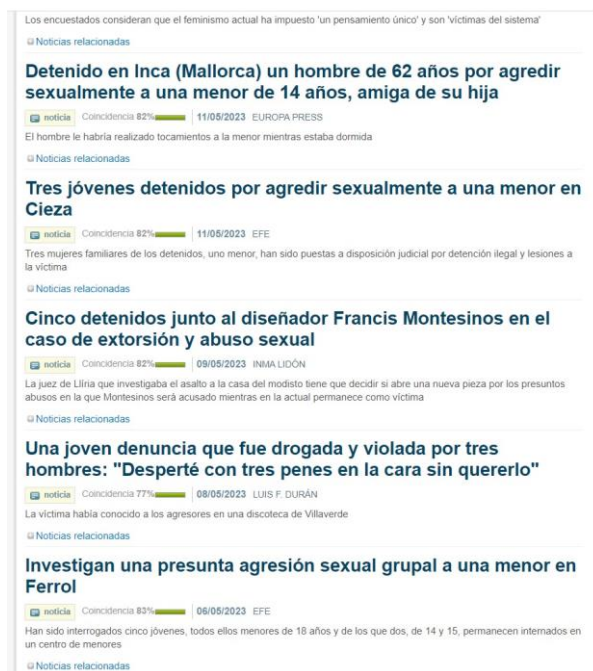 Los encuestados consideran que el feminismo actual ha impuesto 'un pensamiento único' y son 'víctimas del sistema'
Noticias relacionadas
Detenido en Inca (Mallorca) un hombre de 62 años por agredir
sexualmente a una menor de 14 años, amiga de su hija
noticia Coincidencia 82% 11/05/2023 EUROPA PRESS
El hombre le habría realizado tocamientos a la menor mientras estaba dormida
Noticias relacionadas
Tres jóvenes detenidos por agredir sexualmente a una menor en
Cieza
noticia Coincidencia 82% 11/05/2023 EFE
Tres mujeres familiares de los detenidos, uno menor, han sido puestas a disposición judicial por detención ilegal y lesiones a
la víctima
Noticias relacionadas
Cinco detenidos junto al diseñador Francis Montesinos en el
caso de extorsión y abuso sexual
noticia Coincidencia 82% 09/05/2023 INMA LIDÓN
La juez de Llíria que investigaba el asalto a la casa del modisto tiene que decidir si abre una nueva pieza por los presuntos
abusos en la que Montesinos será acusado mientras en la actual permanece como víctima
Noticias relacionadas
Una joven denuncia que fue drogada y violada por tres
hombres: "Desperté con tres penes en la cara sin quererlo"
noticia Coincidencia 77% 08/05/2023 LUIS F. DURÁN
La víctima había conocido a los agresores en una discoteca de Villaverde
Noticias relacionadas
Investigan una presunta agresión sexual grupal a una menor en
Ferrol
noticia Coincidencia 83% 06/05/2023 EFE
Han sido interrogados cinco jóvenes, todos ellos menores de 18 años y de los que dos, de 14 y 15, permanecen internados en
un centro de menores
Noticias relacionadas